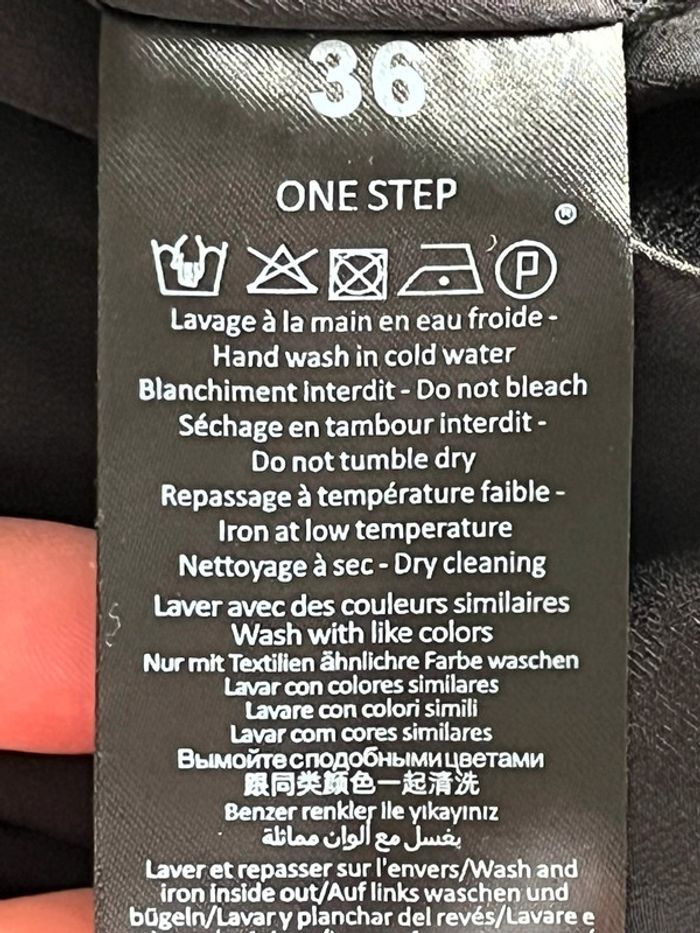 36
ONE STEP
®
P
Lavage à la main en eau froide -
Hand wash in cold water
Blanchiment interdit - Do not bleach
Séchage en tambour interdit -
Do not tumble dry
Repassage à température faible -
Iron at low temperature
Nettoyage à sec - Dry cleaning
Laver avec des couleurs similaires
Wash with like colors
Nur mit Textilien ähnlichre Farbe waschen
Lavar con colores similares
Lavare con colori simili
Lavar com cores similares
Вымойте сподобными цветами
跟同类颜色一起清洗
Benzer renkler ile yıkayınız
يغسل مع ألوان مماثلة
Laver et repasser sur l'envers/Wash and
iron inside out/Auf links waschen und
bügeln/Lavar y planchar del revés/Lavare e